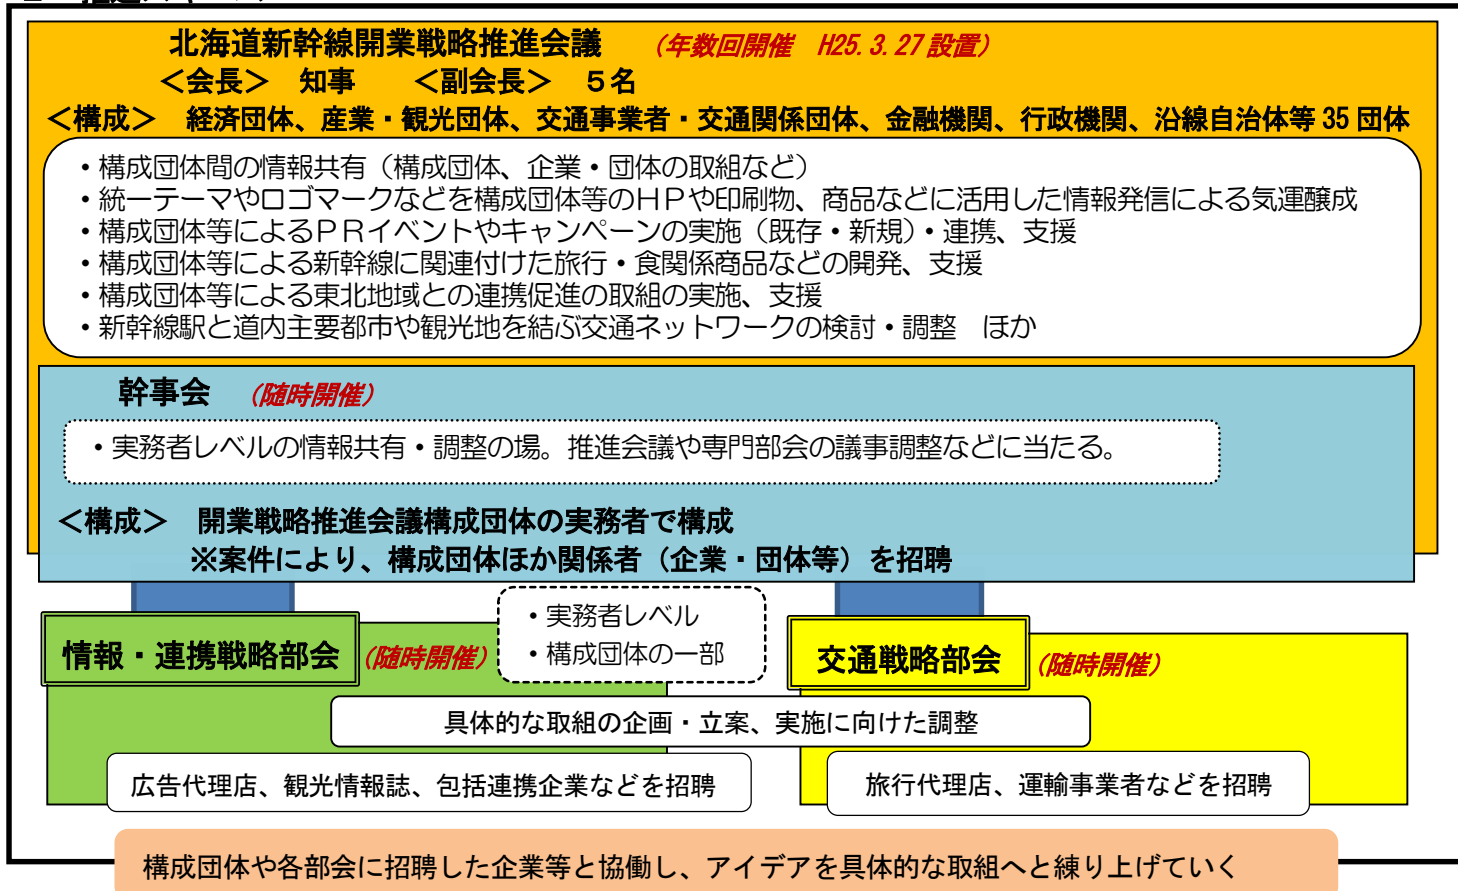 北海道新幹線開業戦略推進会議　（年数回開催　H25.3.27設置）
＜会長＞　知事　　＜副会長＞　５名
＜構成＞　経済団体、産業・観光団体、交通事業者・交通関係団体、金融機関、行政機関、沿線自治体等35団体
・構成団体間の情報共有（構成団体、企業・団体の取組など）
・統一テーマやロゴマークなどを構成団体等のＨＰや印刷物、商品などに活用した情報発信による気運醸成
・構成団体等によるＰＲイベントやキャンペーンの実施（既存・新規）・連携、支援
・構成団体等による新幹線に関連付けた旅行・食関係商品などの開発、支援
・構成団体等による東北地域との連携促進の取組の実施、支援
・新幹線駅と道内主要都市や観光地を結ぶ交通ネットワークの検討・調整　ほか
幹事会　（随時開催）
・実務者レベルの情報共有・調整の場。推進会議や専門部会の議事調整などに当たる。
＜構成＞　開業戦略推進会議構成団体の実務者で構成
※案件により、構成団体ほか関係者（企業・団体等）を招聘
・実務者レベル
・構成団体の一部
情報・連携戦略部会　（随時開催）
交通戦略部会　（随時開催）
具体的な取組の企画・立案、実施に向けた調整
広告代理店、観光情報誌、包括連携企業などを招聘
旅行代理店、運輸事業者などを招聘
構成団体や各部会に招聘した企業等と協働し、アイデアを具体的な取組へと練り上げていく